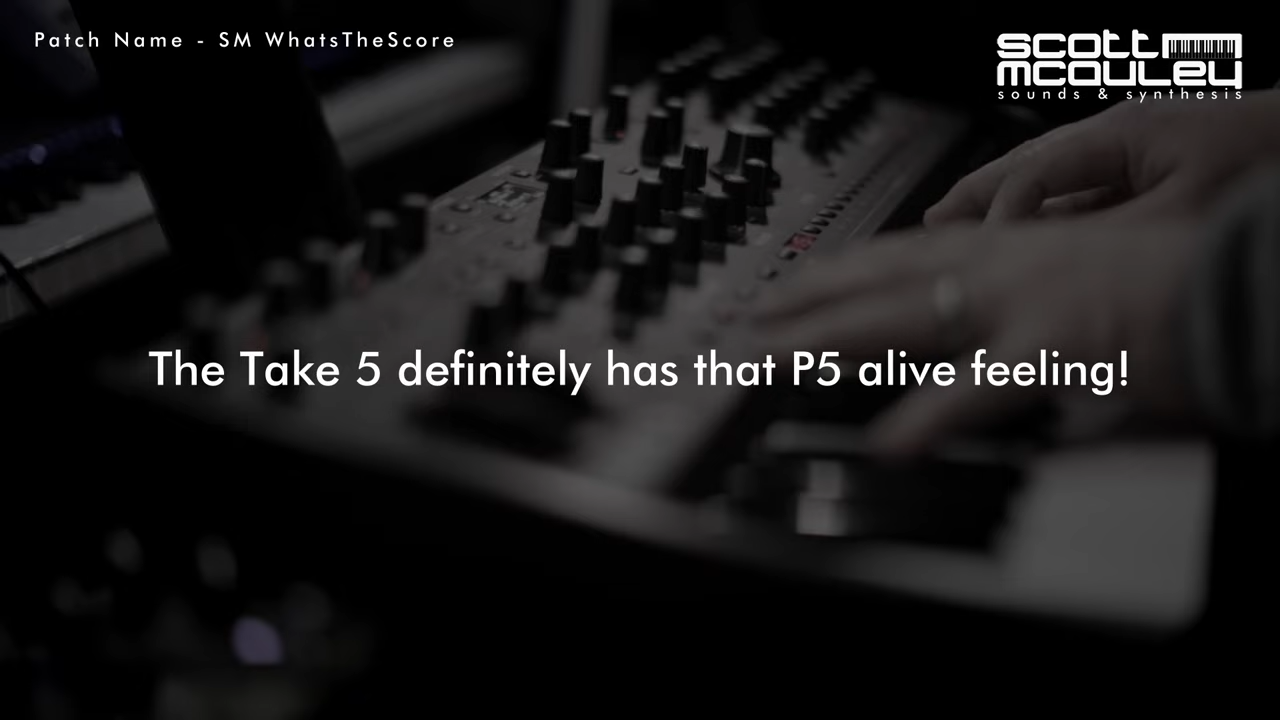 Patch Name - SM WhatsTheScore
scott
mcauley
sounds & synthesis
The Take 5 definitely has that P5 alive feeling!